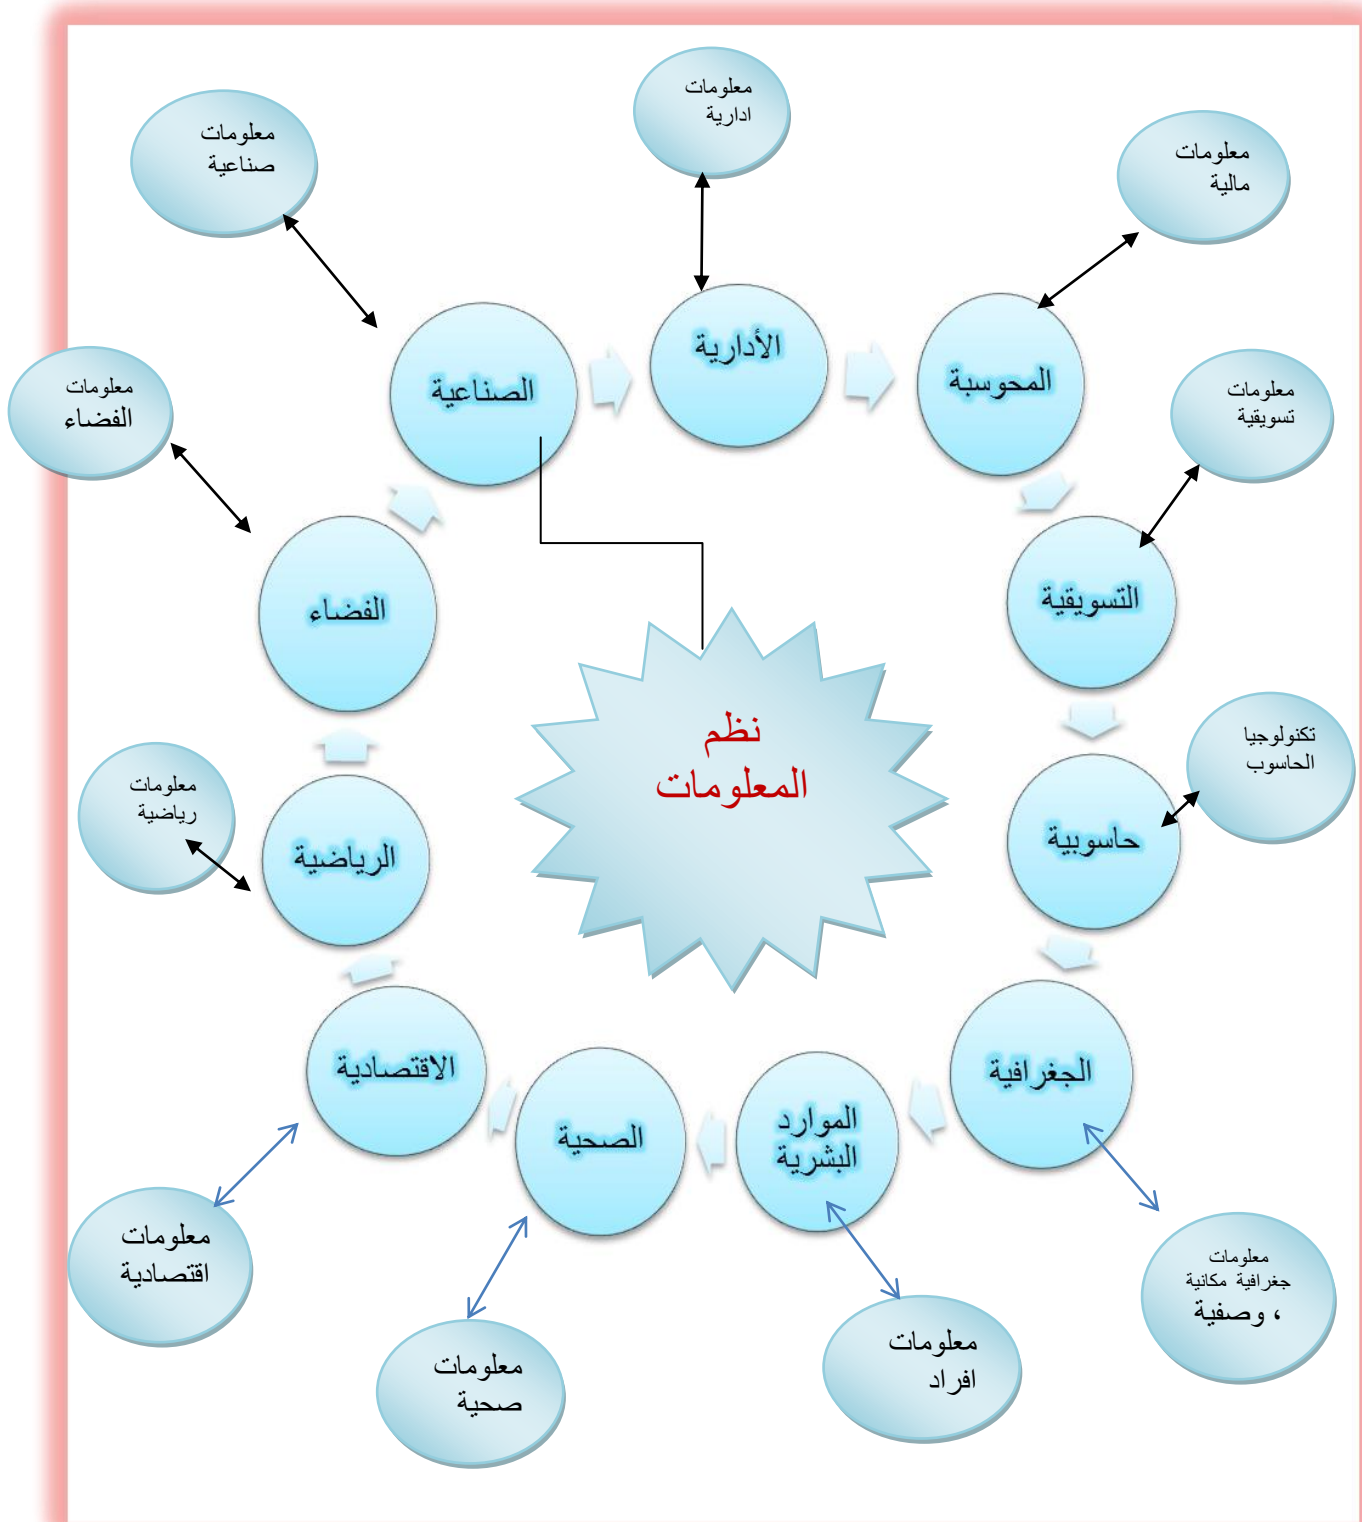 معلومات
ادارية
معلومات
صناعية
معلومات
مالية
الأدارية
المحوسبة
الصناعية
معلومات
تسويقية
معلومات
الفضاء
التسويقية
الفضاء
نظم
المعلومات
تكنولوجيا
الحاسوب
حاسوبية
معلومات
رياضية
الرياضية
الجغرافية
الموارد
البشرية
الصحية
الاقتصادية
معلومات
جغرافية مكانية
، وصفية
معلومات
افراد
معلومات
صحية
معلومات
اقتصادية